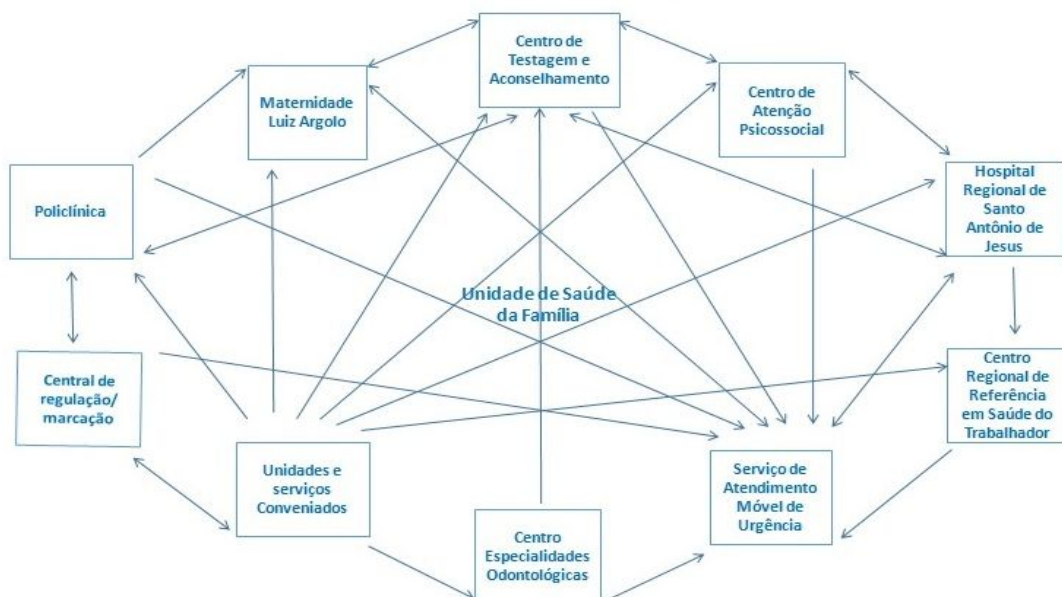 Centro de
Testagem e
Aconselhamento
Maternidade
Luiz Argolo
Centro de
Atenção
Psicossocial
Policlínica
Hospital
Regional de
Santo
Antônio de
Jesus
Unidade de Saúde
da Família
Central de
regulação/
marcação
Centro
Regional de
Referência
em Saúde do
Trabalhador
Unidades e
serviços
Conveniados
Serviço de
Atendimento
Móvel de
Urgência
Centro
Especialidades
Odontológicas